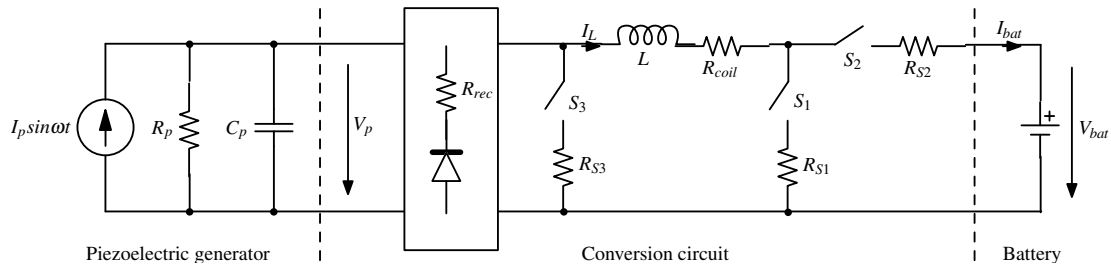 I_L
I_bat
L
R_coil
S_2
R_S2
I_p sinωt
R_p
C_p
V_p
R_rec
S_3
S_1
+
V_bat
R_S3
R_S1
Piezoelectric generator
Conversion circuit
Battery